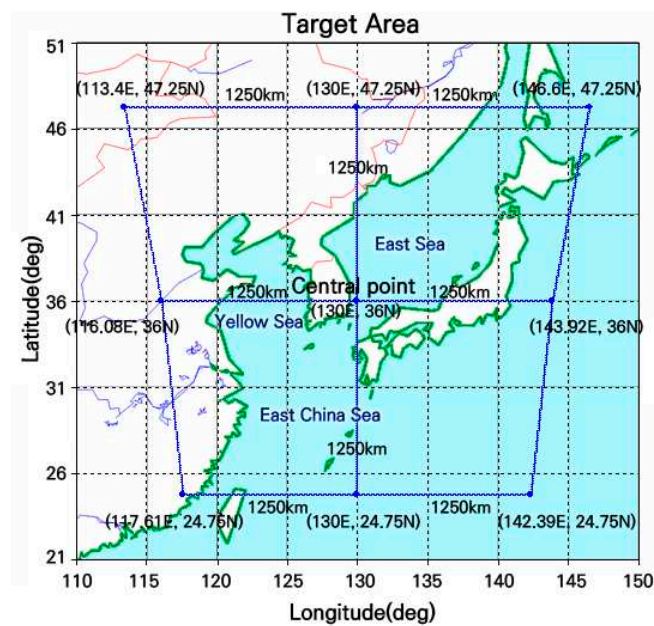 Target Area
51
(113.4E, 47.25N) (130E, 47.25N) (146.6E, 47.25N)
1250km 1250km
46
1250km
41
East Sea
Latitude(deg)
Central point
1250km 1250km
36
(130E, 36N)
Yellow Sea
(116.08E, 36N) (143.92E, 36N)
31
East China Sea
1250km
26
1250km 1250km
(117.61E, 24.75N) (130E, 24.75N) (142.39E, 24.75N)
21
110 115 120 125 130 135 140 145 150
Longitude(deg)